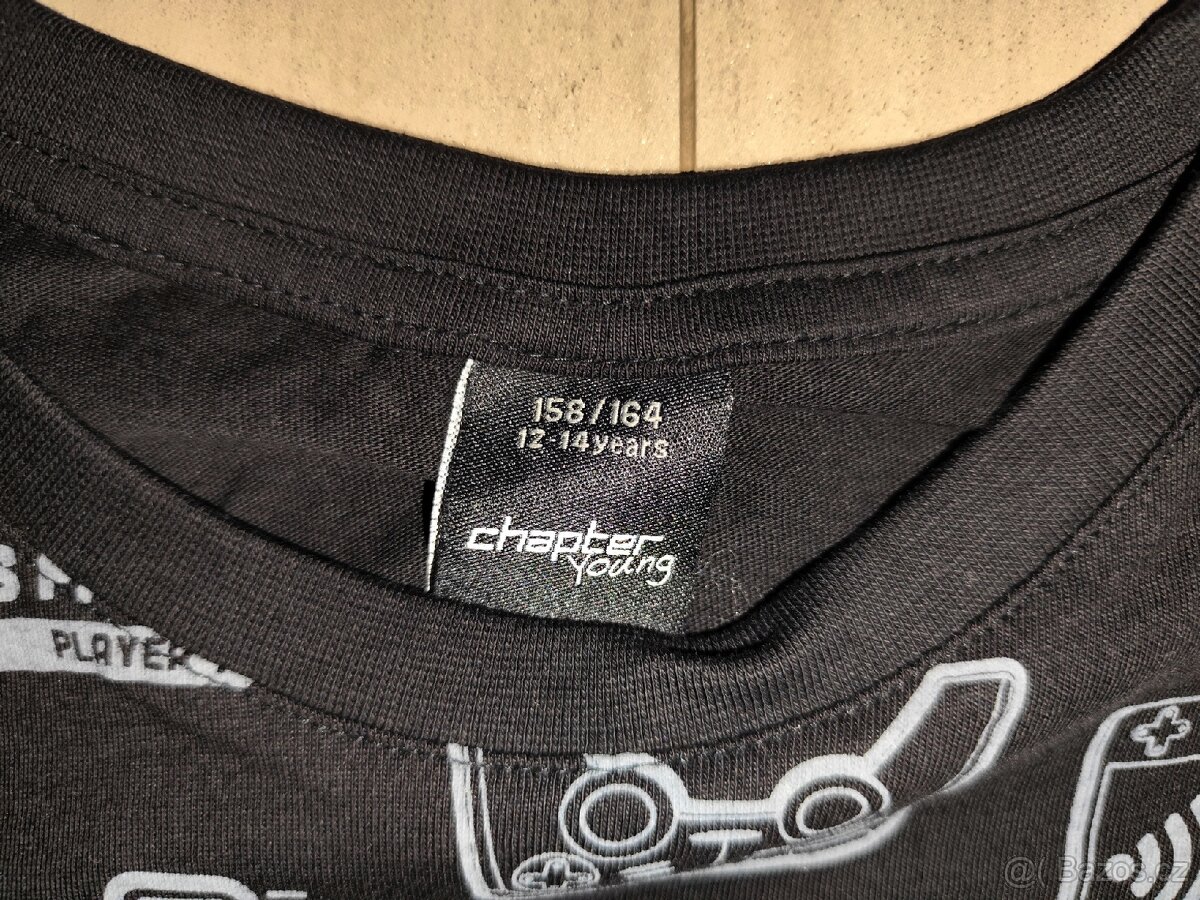 158/164
12-14years
chapter
young
PLAYER
@( Bazos.cz